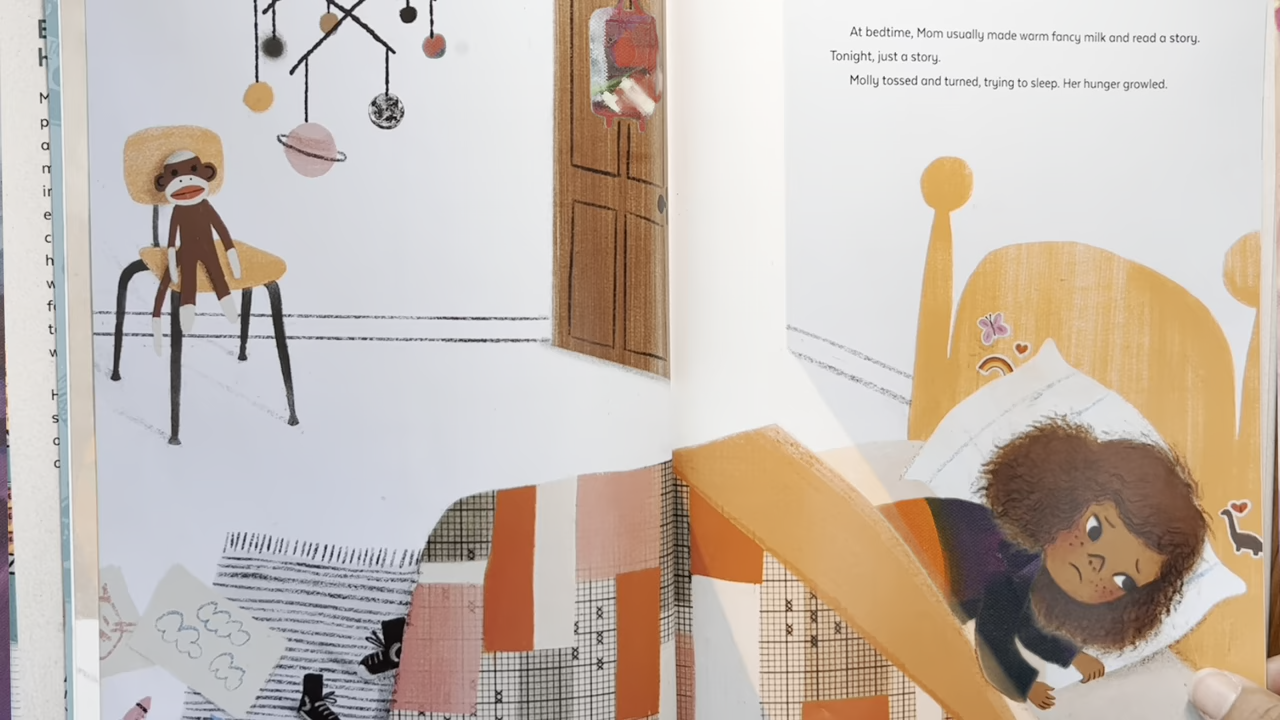 At bedtime, Mom usually made warm fancy milk and read a story.
Tonight, just a story.
Molly tossed and turned, trying to sleep. Her hunger growled.